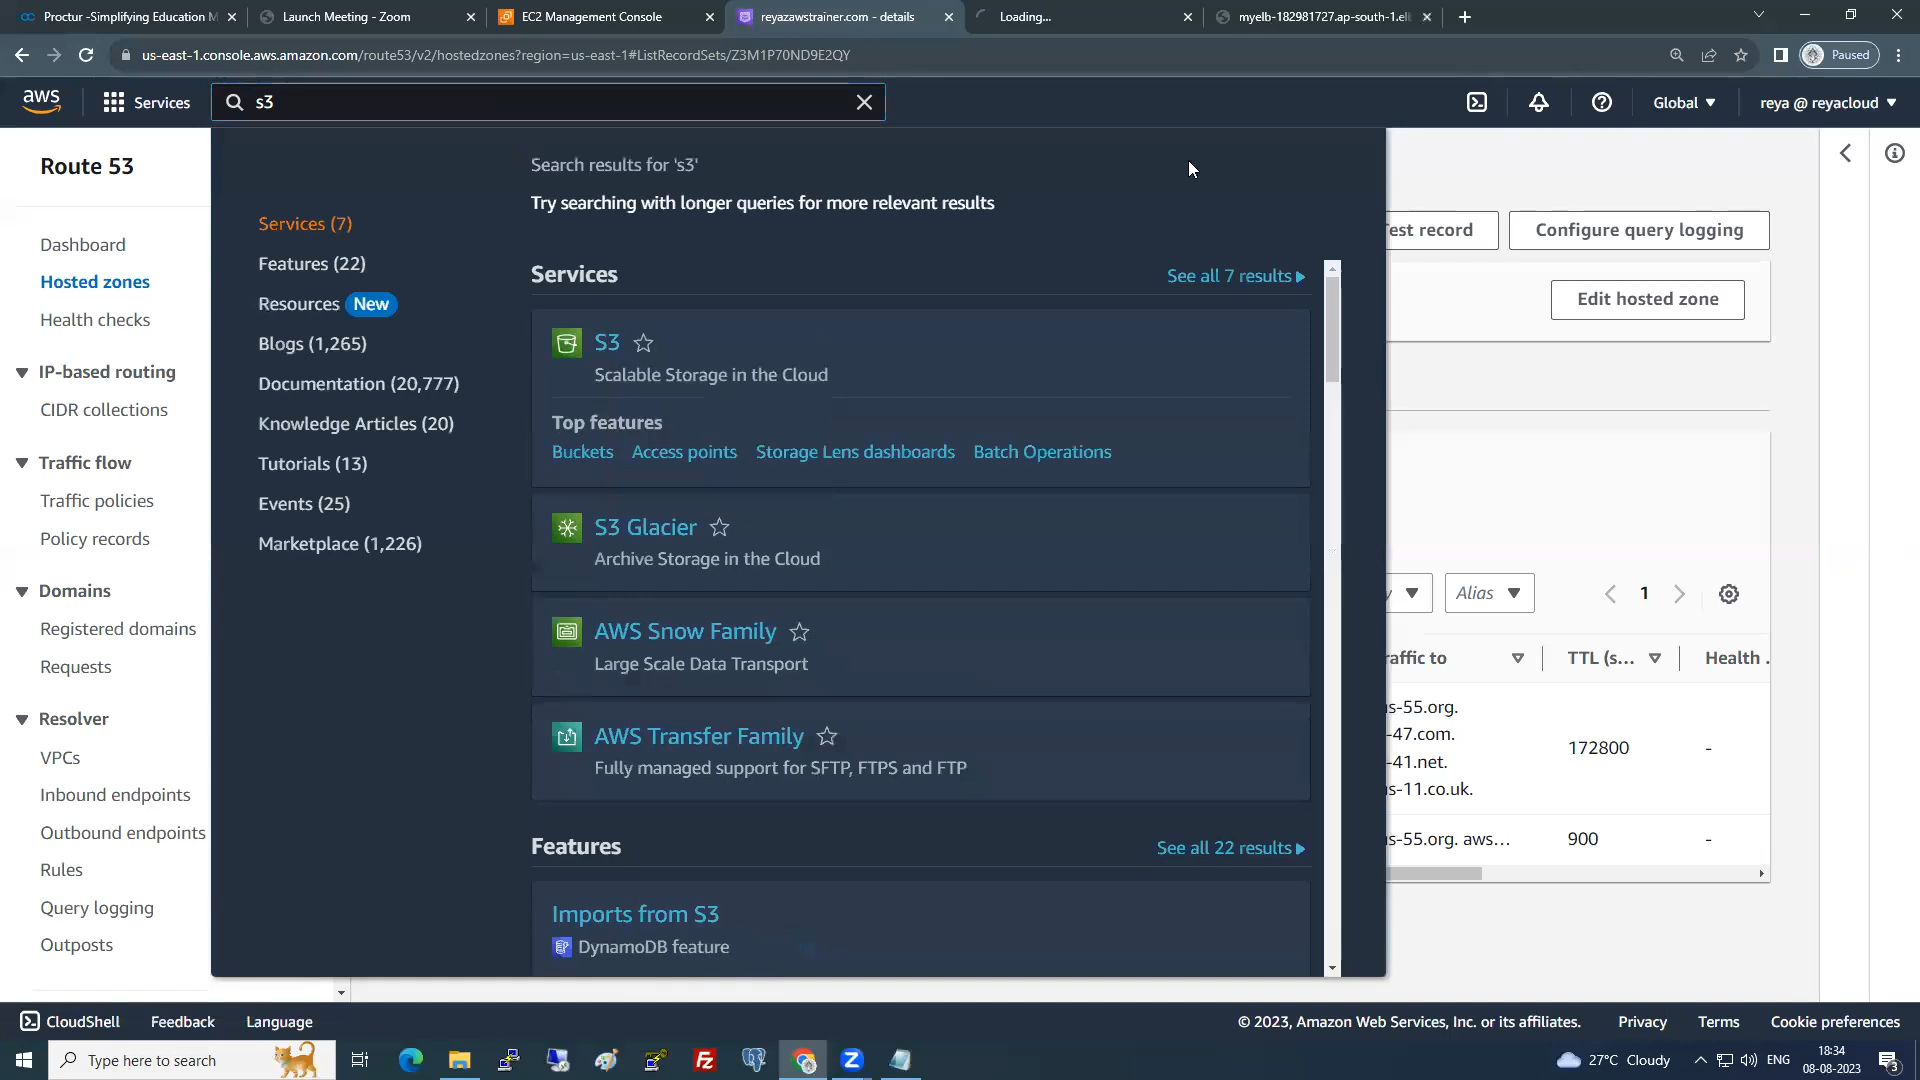 Proctur -Simplifying Education M
Launch Meeting - Zoom
EC2 Management Console
reyazawstrainer.com - details
Loading...
myelb-182981727.ap-south-1.el
us-east-1.console.aws.amazon.com/route53/v2/hostedzones?region=us-east-1#ListRecordSets/Z3M1P70ND9E2QY
Paused
aws
Services
s3
Global
reya @ reyacloud
Route 53
Dashboard
Hosted zones
Health checks
IP-based routing
CIDR collections
Traffic flow
Traffic policies
Policy records
Domains
Registered domains
Requests
Resolver
VPCs
Inbound endpoints
Outbound endpoints
Rules
Query logging
Outposts
Services (7)
Features (22)
Resources New
Blogs (1,265)
Documentation (20,777)
Knowledge Articles (20)
Tutorials (13)
Events (25)
Marketplace (1,226)
Search results for 's3'
Try searching with longer queries for more relevant results
Services
See all 7 results
S3
Scalable Storage in the Cloud
Top features
Buckets Access points Storage Lens dashboards Batch Operations
S3 Glacier
Archive Storage in the Cloud
AWS Snow Family
Large Scale Data Transport
AWS Transfer Family
Fully managed support for SFTP, FTPS and FTP
Features
See all 22 results
Imports from S3
DynamoDB feature
est record
Configure query logging
Edit hosted zone
y
Alias
1
raffic to
TTL (s...
Health .
s-55.org.
-47.com.
-41.net.
s-11.co.uk.
172800
-
s-55.org. aws...
900
-
CloudShell
Feedback
Language
© 2023, Amazon Web Services, Inc. or its affiliates.
Privacy
Terms
Cookie preferences
Type here to search
27°C Cloudy
ENG
18:34
08-08-2023
3